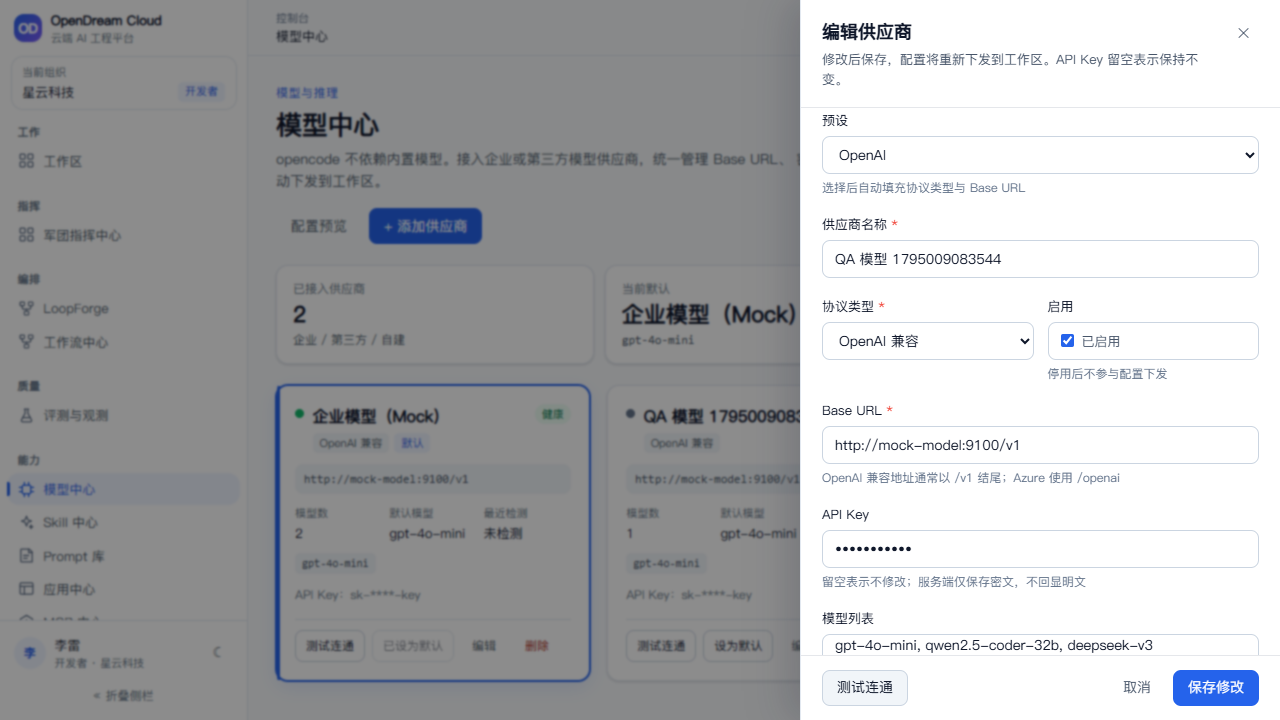 OD
OpenDream Cloud
云端 AI 工程平台
当前组织
星云科技
开发者
工作
工作区
指挥
军团指挥中心
编排
LoopForge
工作流中心
质量
评测与观测
能力
模型中心
Skill 中心
Prompt 库
应用中心
李
李雷
开发者 · 星云科技
« 折叠侧栏
控制台
模型中心
模型与推理
模型中心
opencode 不依赖内置模型。接入企业或第三方模型供应商，统一管理 Base URL、
动下发到工作区。
配置预览
+ 添加供应商
已接入供应商
2
企业 / 第三方 / 自建
当前默认
企业模型（Mock）
gpt-4o-mini
企业模型（Mock）
健康
OpenAI 兼容
默认
http://mock-model:9100/v1
模型数
默认模型
最近检测
2
gpt-4o-mini
未检测
gpt-4o-mini
API Key：sk-****-key
测试连通
已设为默认
编辑
删除
QA 模型 1795009083
OpenAI 兼容
http://mock-model:9100/v1
模型数
默认模型
1
gpt-4o-mini
gpt-4o-mini
API Key：sk-****-key
测试连通
设为默认
编辑供应商
修改后保存，配置将重新下发到工作区。API Key 留空表示保持不
变。
预设
OpenAI
选择后自动填充协议类型与 Base URL
供应商名称 *
QA 模型 1795009083544
协议类型 *
启用
OpenAI 兼容
已启用
停用后不参与配置下发
Base URL *
http://mock-model:9100/v1
OpenAI 兼容地址通常以 /v1 结尾；Azure 使用 /openai
API Key
•••••••••••
留空表示不修改；服务端仅保存密文，不回显明文
模型列表
gpt-4o-mini, qwen2.5-coder-32b, deepseek-v3
测试连通
取消
保存修改